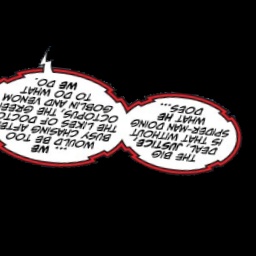 THE BIG
DEAL, JUSTICE,
IS THAT WITHOUT
SPIDER-MAN DOING
WHAT HE
DOES...
... WE
WOULD BE TOO
BUSY CHASING AFTER
THE LIKES OF DOCTOR
OCTOPUS, THE GREEN
GOBLIN AND VENOM
TO DO WHAT
WE DO.